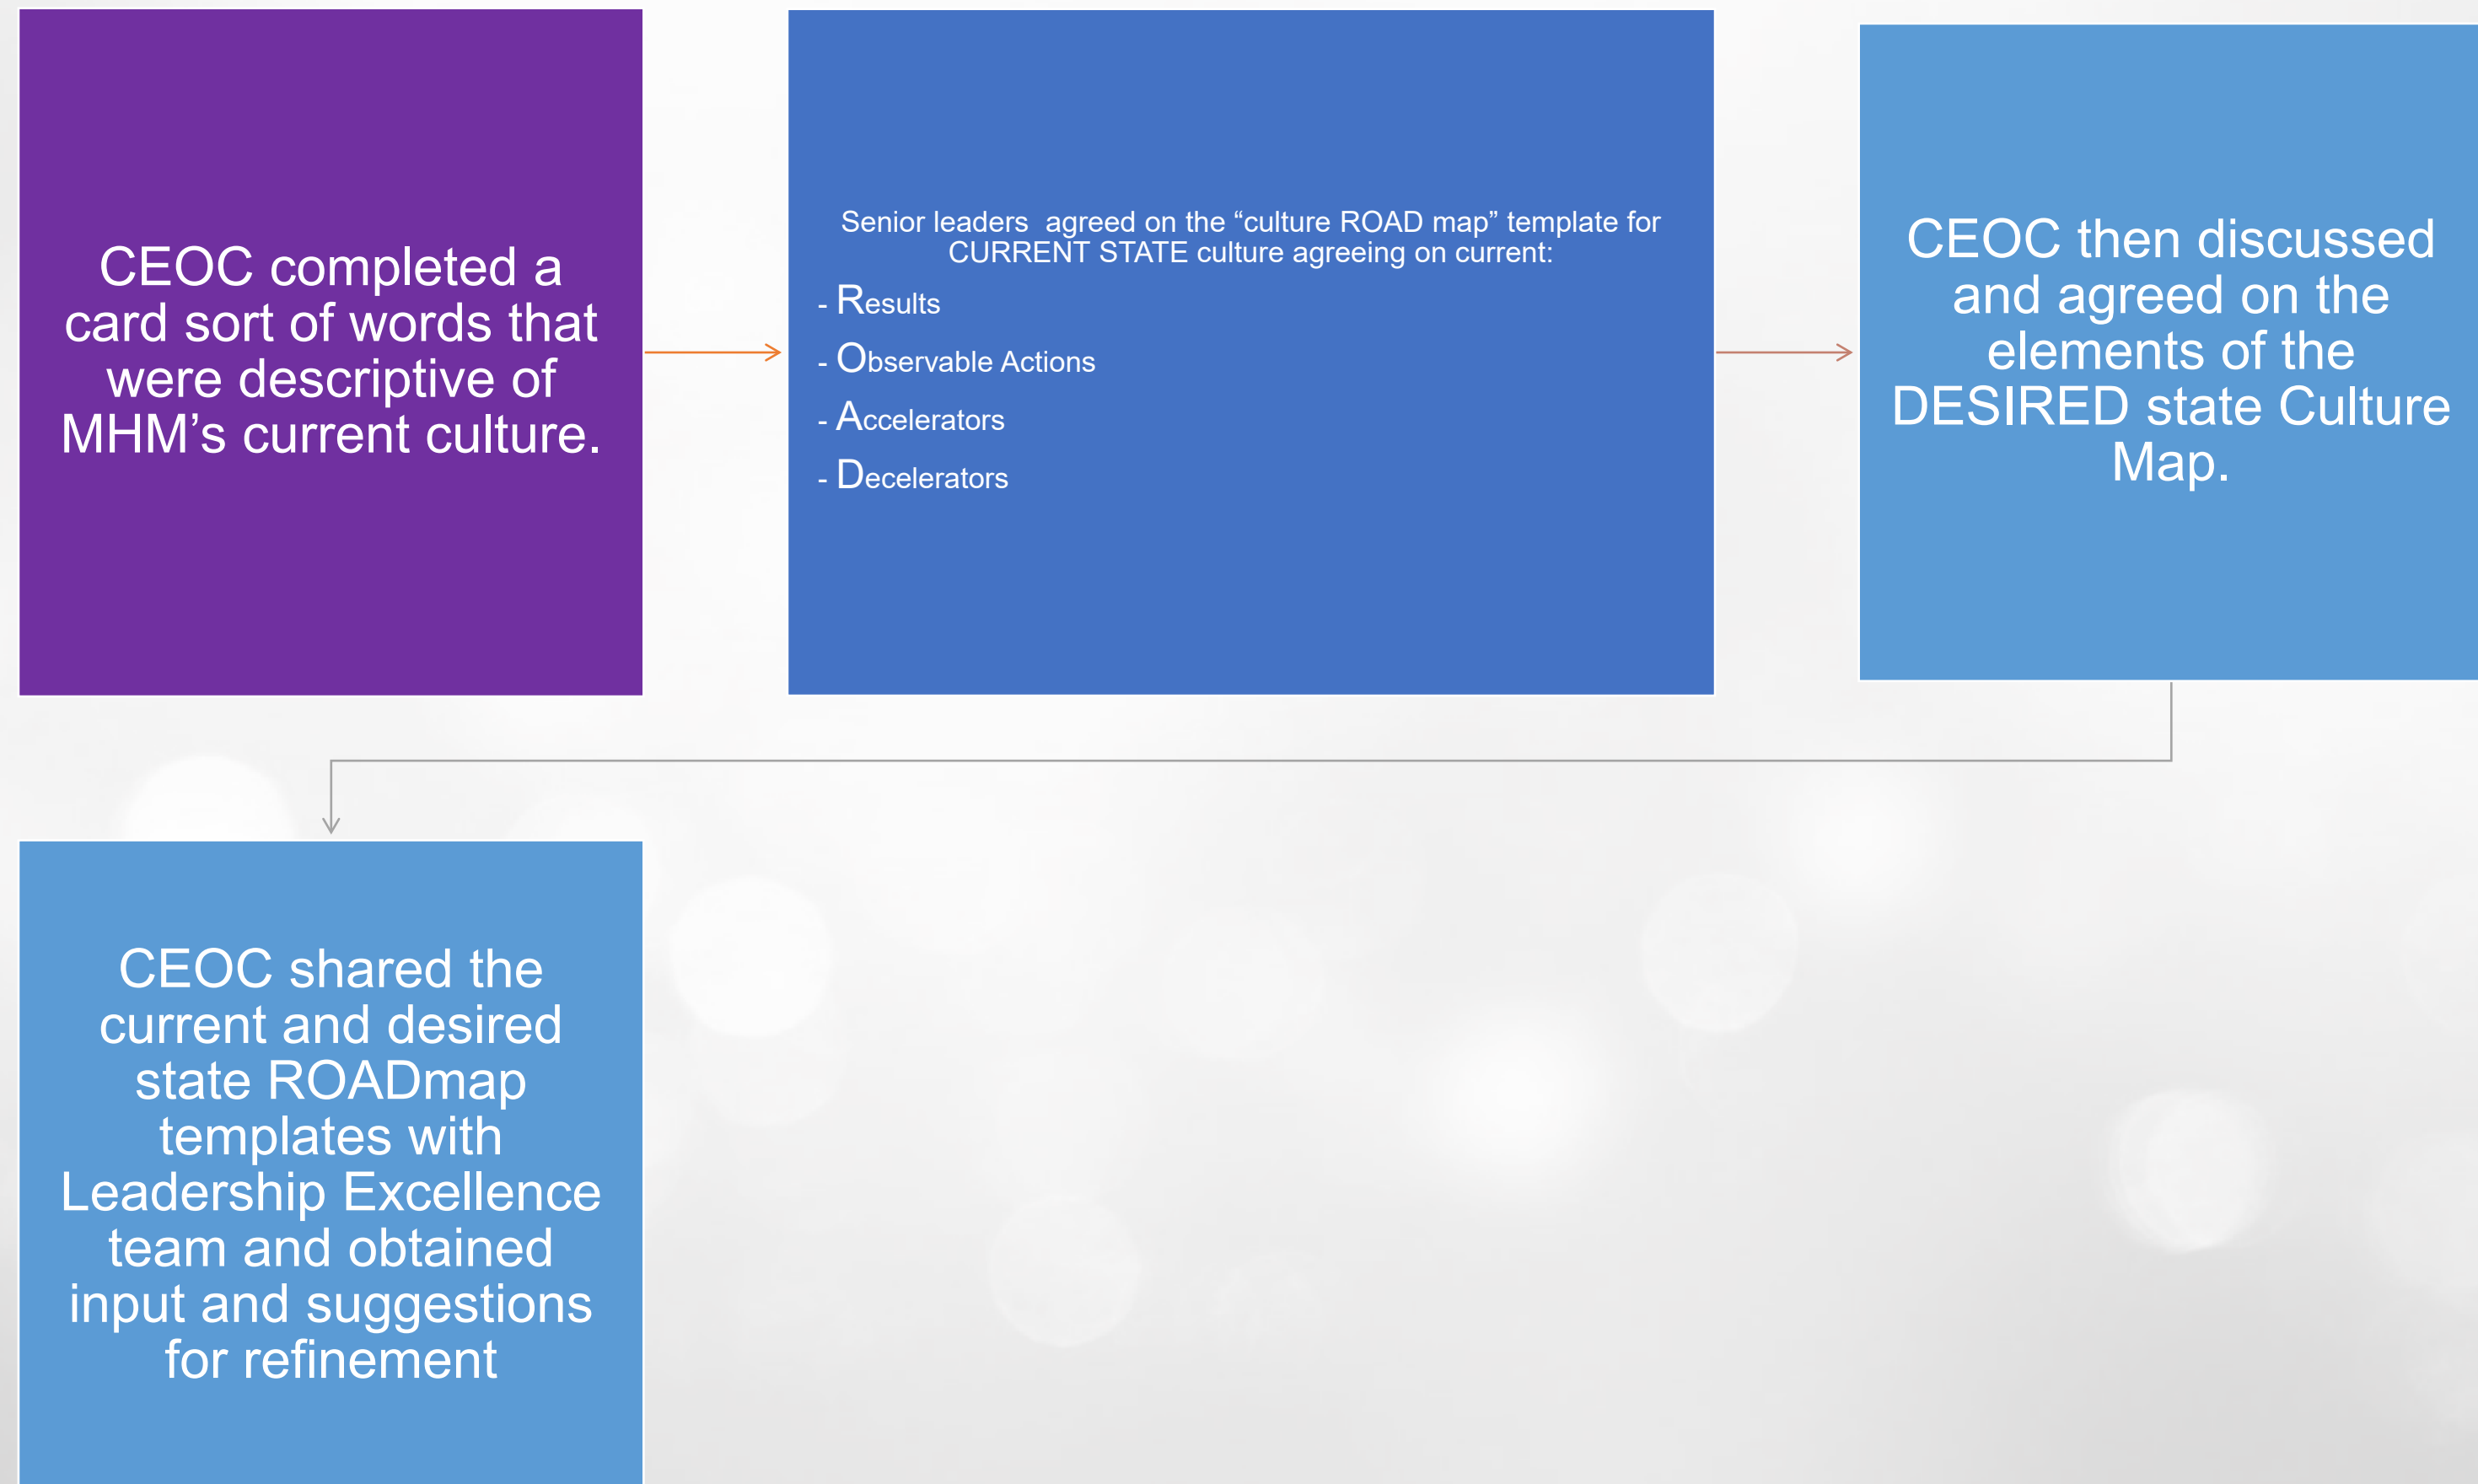 CEOC completed a
card sort of words that
were descriptive of
MHM’s current culture.
Senior leaders  agreed on the “culture ROAD map” template for
CURRENT STATE culture agreeing on current:
- Results
- Observable Actions
- Accelerators
- Decelerators
CEOC then discussed
and agreed on the
elements of the
DESIRED state Culture
Map.
CEOC shared the
current and desired
state ROADmap
templates with
Leadership Excellence
team and obtained
input and suggestions
for refinement